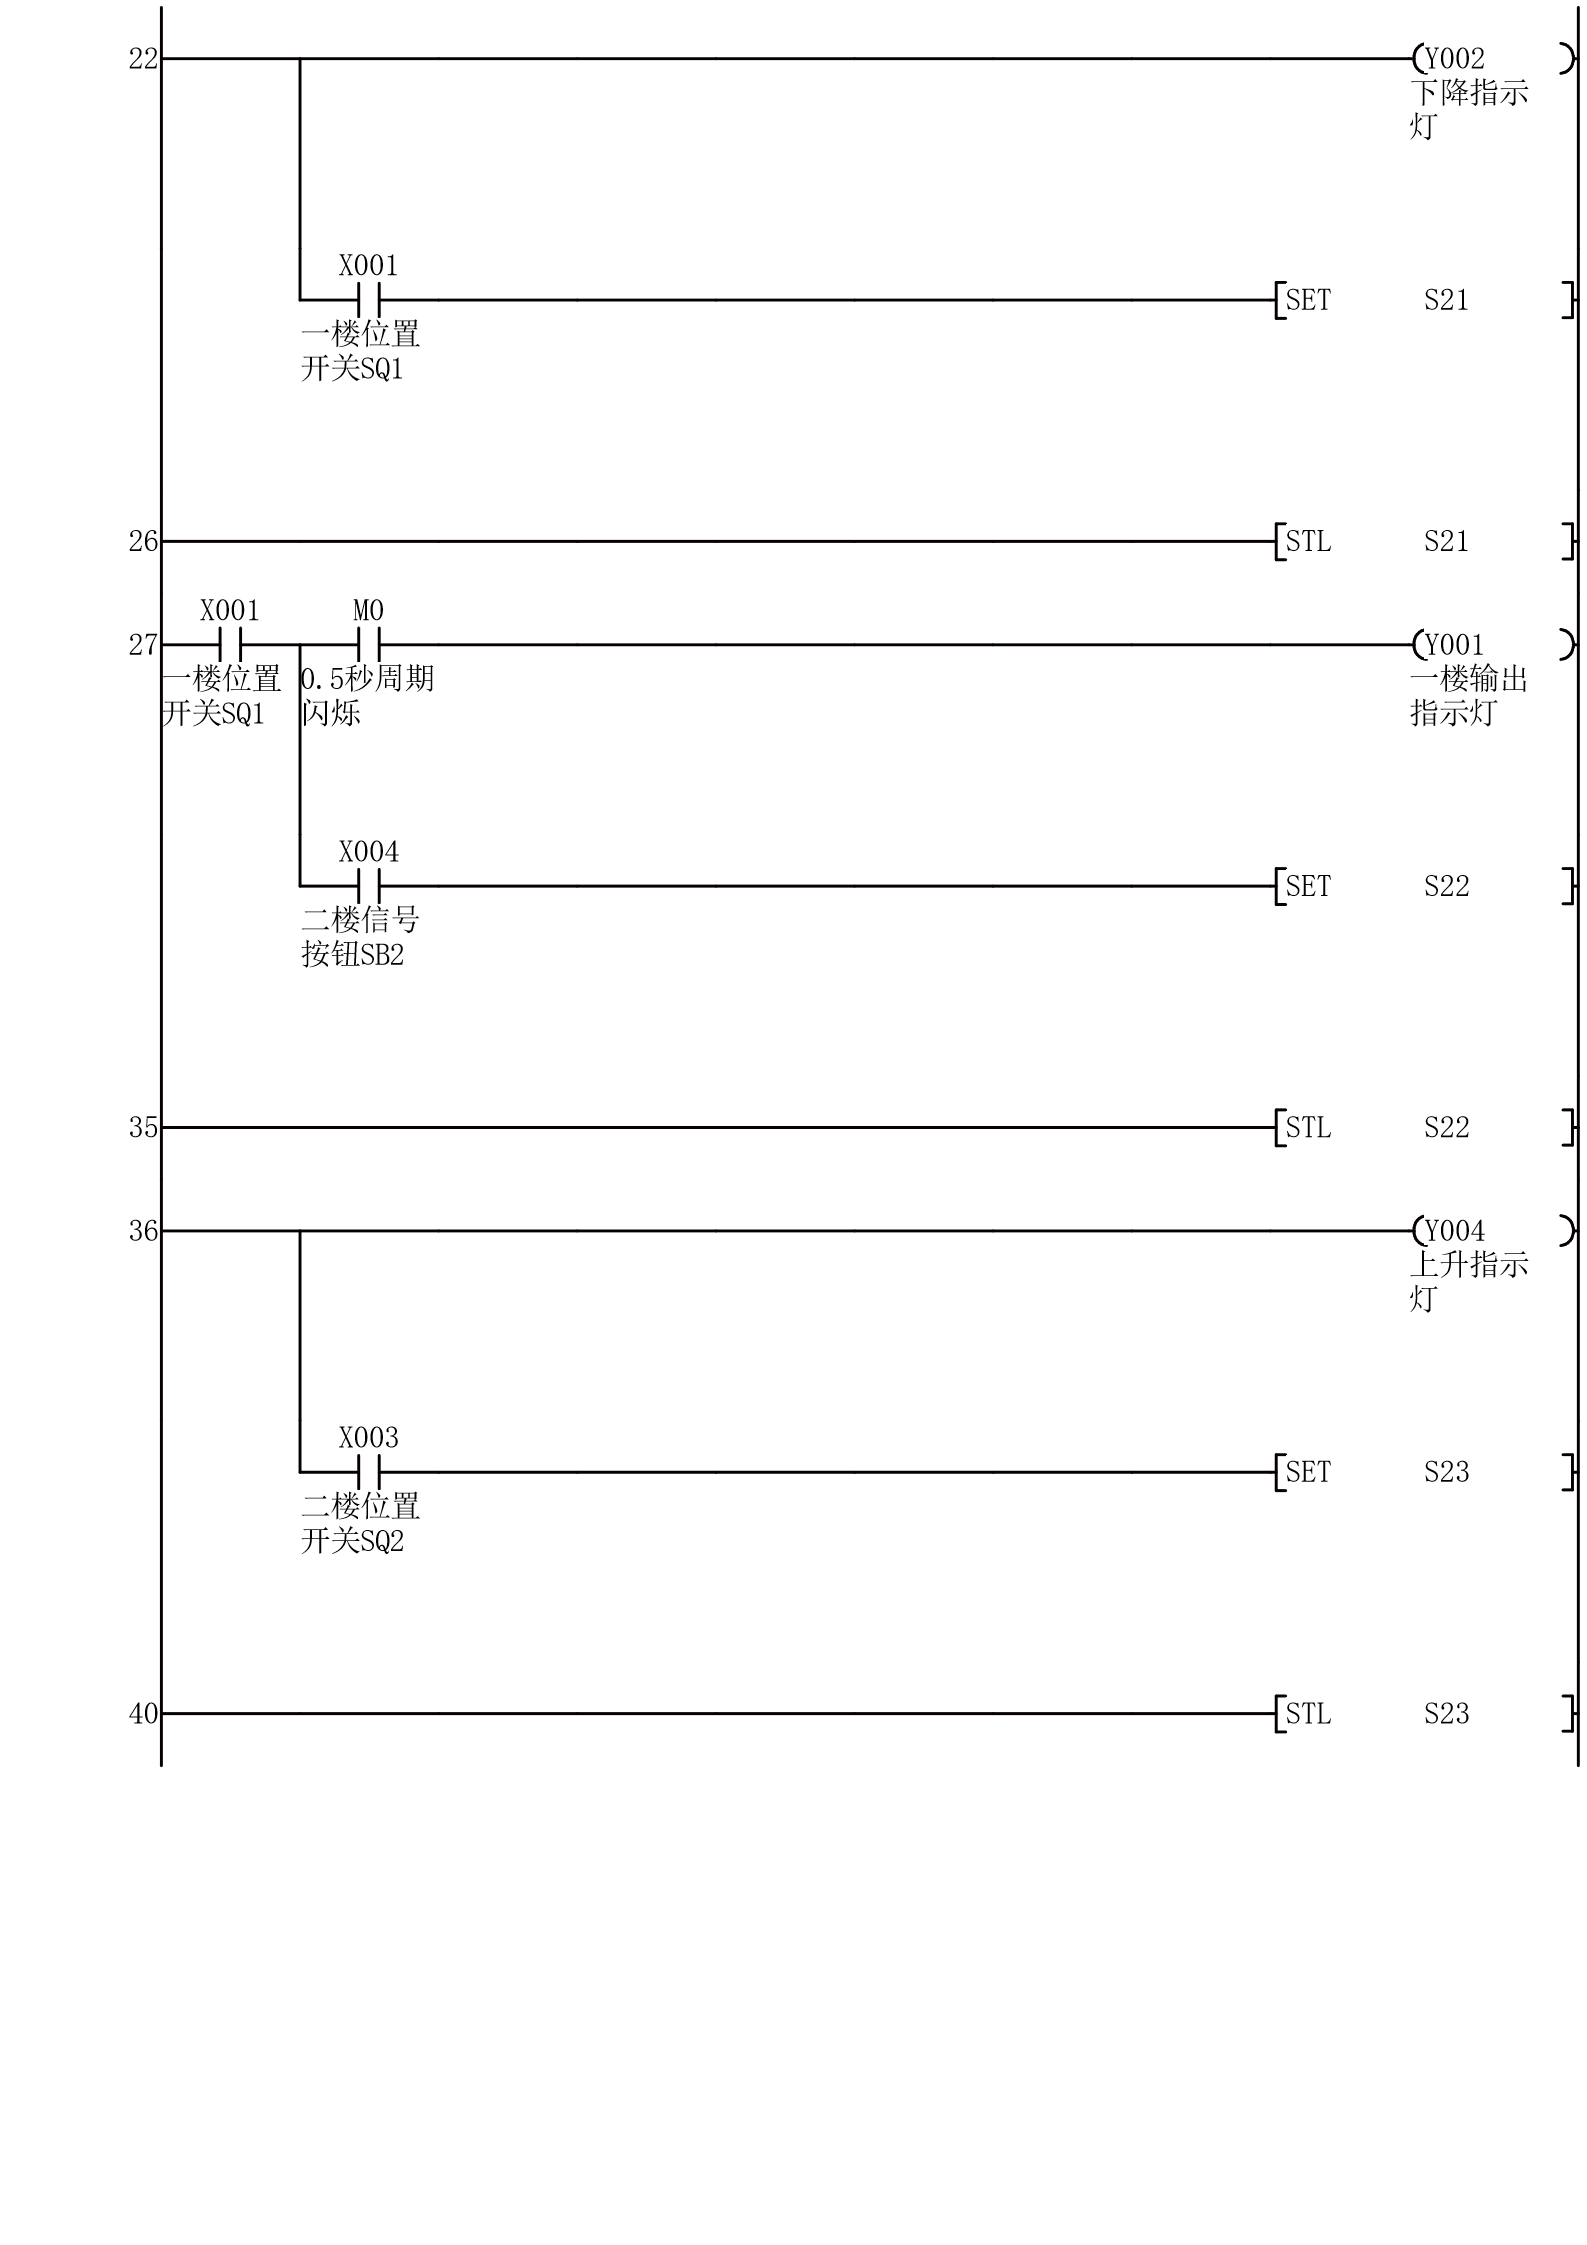 22 Y002
下降指示
灯
X001
SET S21
一楼位置
开关SQ1
26 STL S21
X001 M0
27 Y001
一楼位置 0.5秒周期 一楼输出
开关SQ1 闪烁 指示灯
X004
SET S22
二楼信号
按钮SB2
35 STL S22
36 Y004
上升指示
灯
X003
SET S23
二楼位置
开关SQ2
40 STL S23